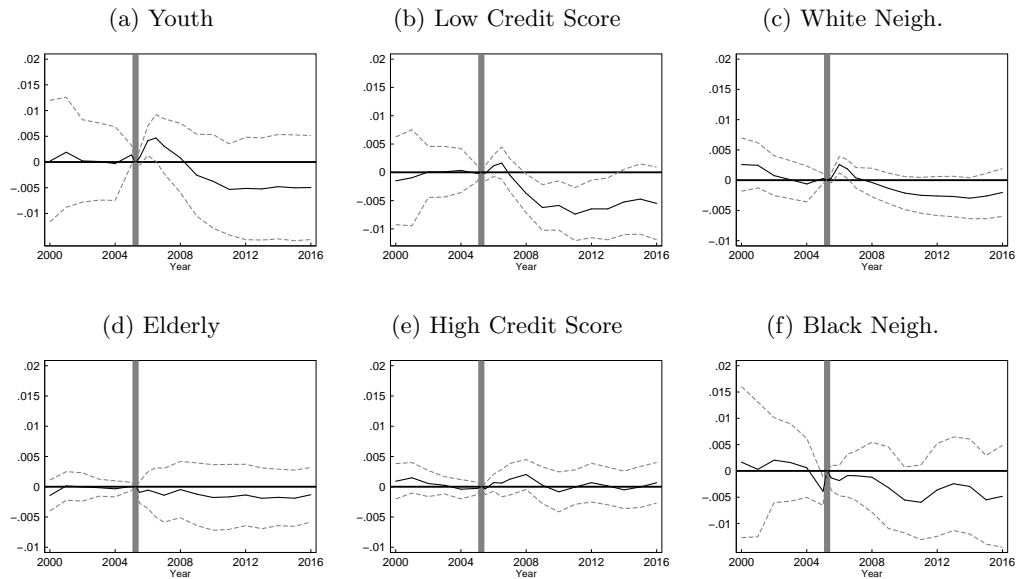 (a) Youth
(b) Low Credit Score
(c) White Neigh.
.02
.015
.01
.005
0
-.005
-.01
2000 2004 2008 2012 2016
Year
.02
.015
.01
.005
0
-.005
-.01
2000 2004 2008 2012 2016
Year
.02
.015
.01
.005
0
-.005
-.01
2000 2004 2008 2012 2016
Year
(d) Elderly
(e) High Credit Score
(f) Black Neigh.
.02
.015
.01
.005
0
-.005
-.01
2000 2004 2008 2012 2016
Year
.02
.015
.01
.005
0
-.005
-.01
2000 2004 2008 2012 2016
Year
.02
.015
.01
.005
0
-.005
-.01
2000 2004 2008 2012 2016
Year